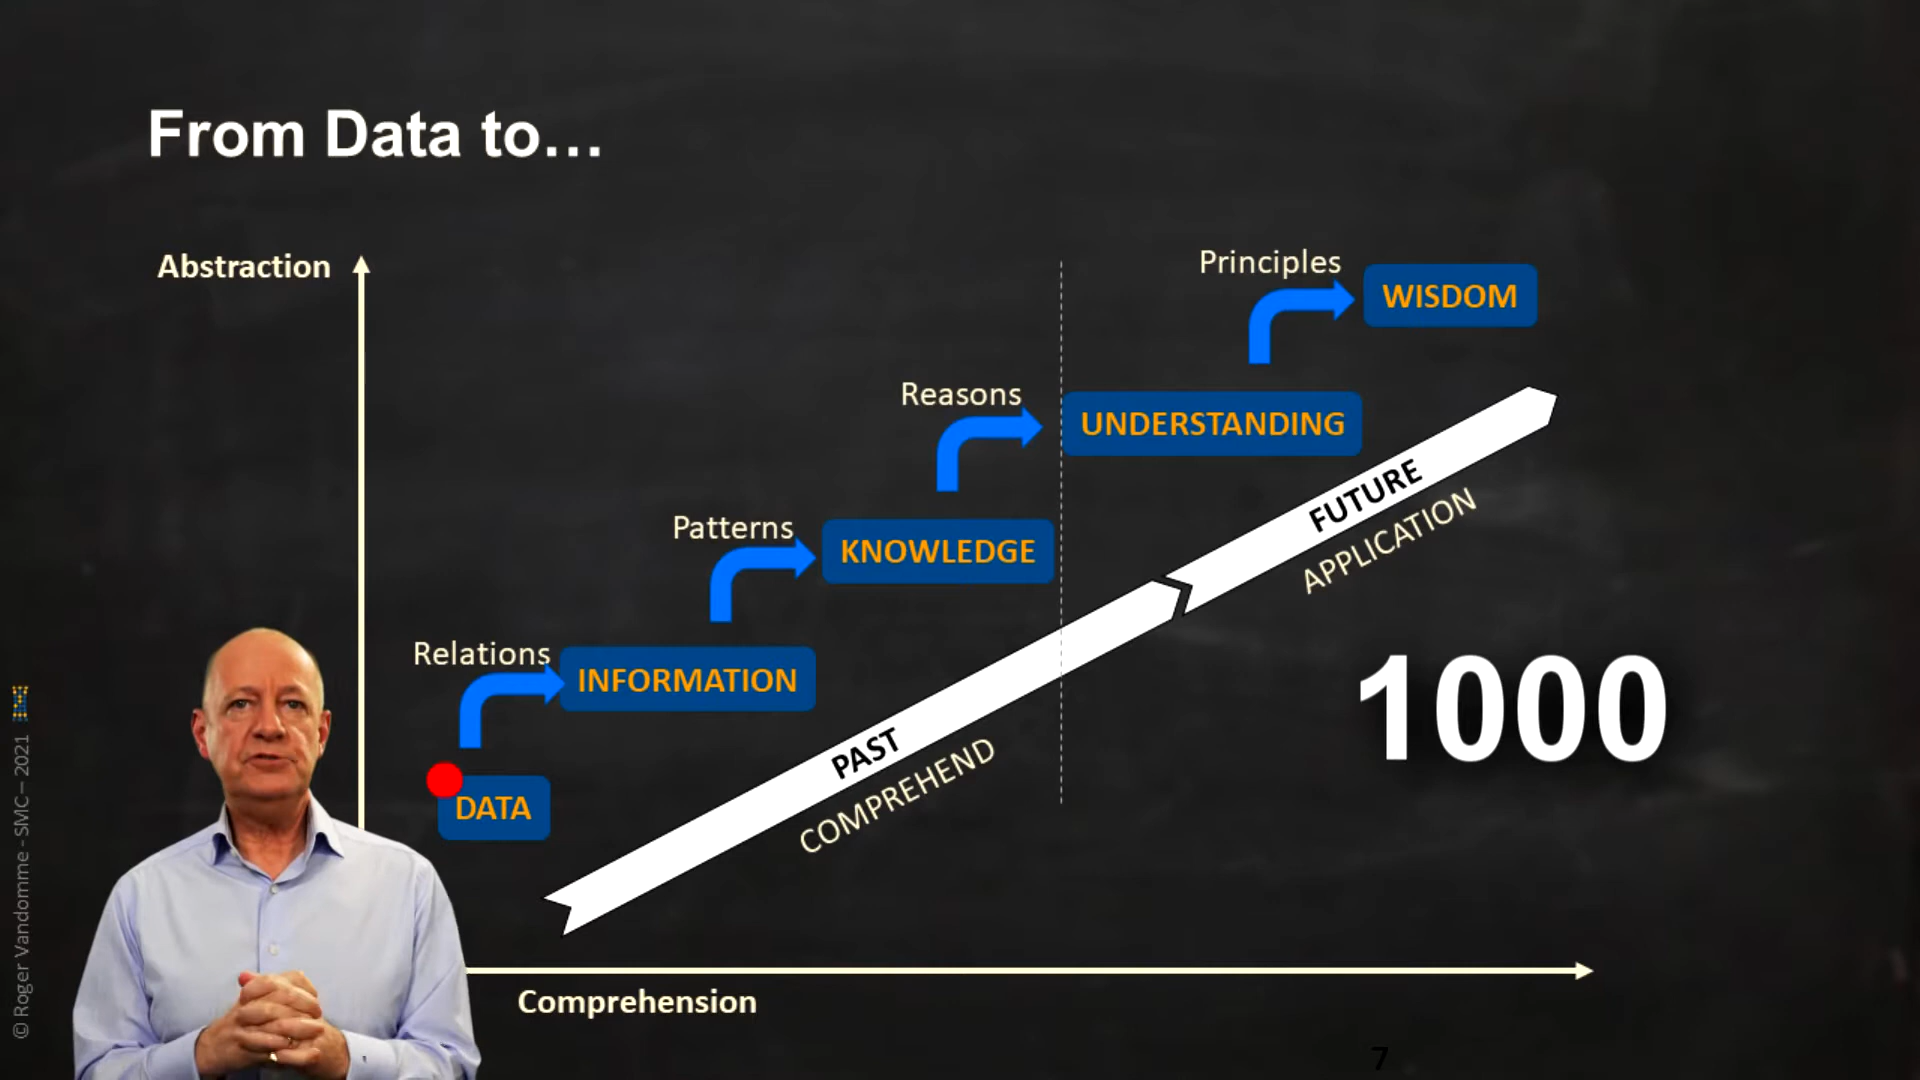 From Data to...
Abstraction
Principles
WISDOM
Reasons
UNDERSTANDING
FUTURE
APPLICATION
Patterns
KNOWLEDGE
Relations
INFORMATION
1000
PAST
COMPREHEND
DATA
Comprehension
© Roger Vandomme - SMC – 2021
7